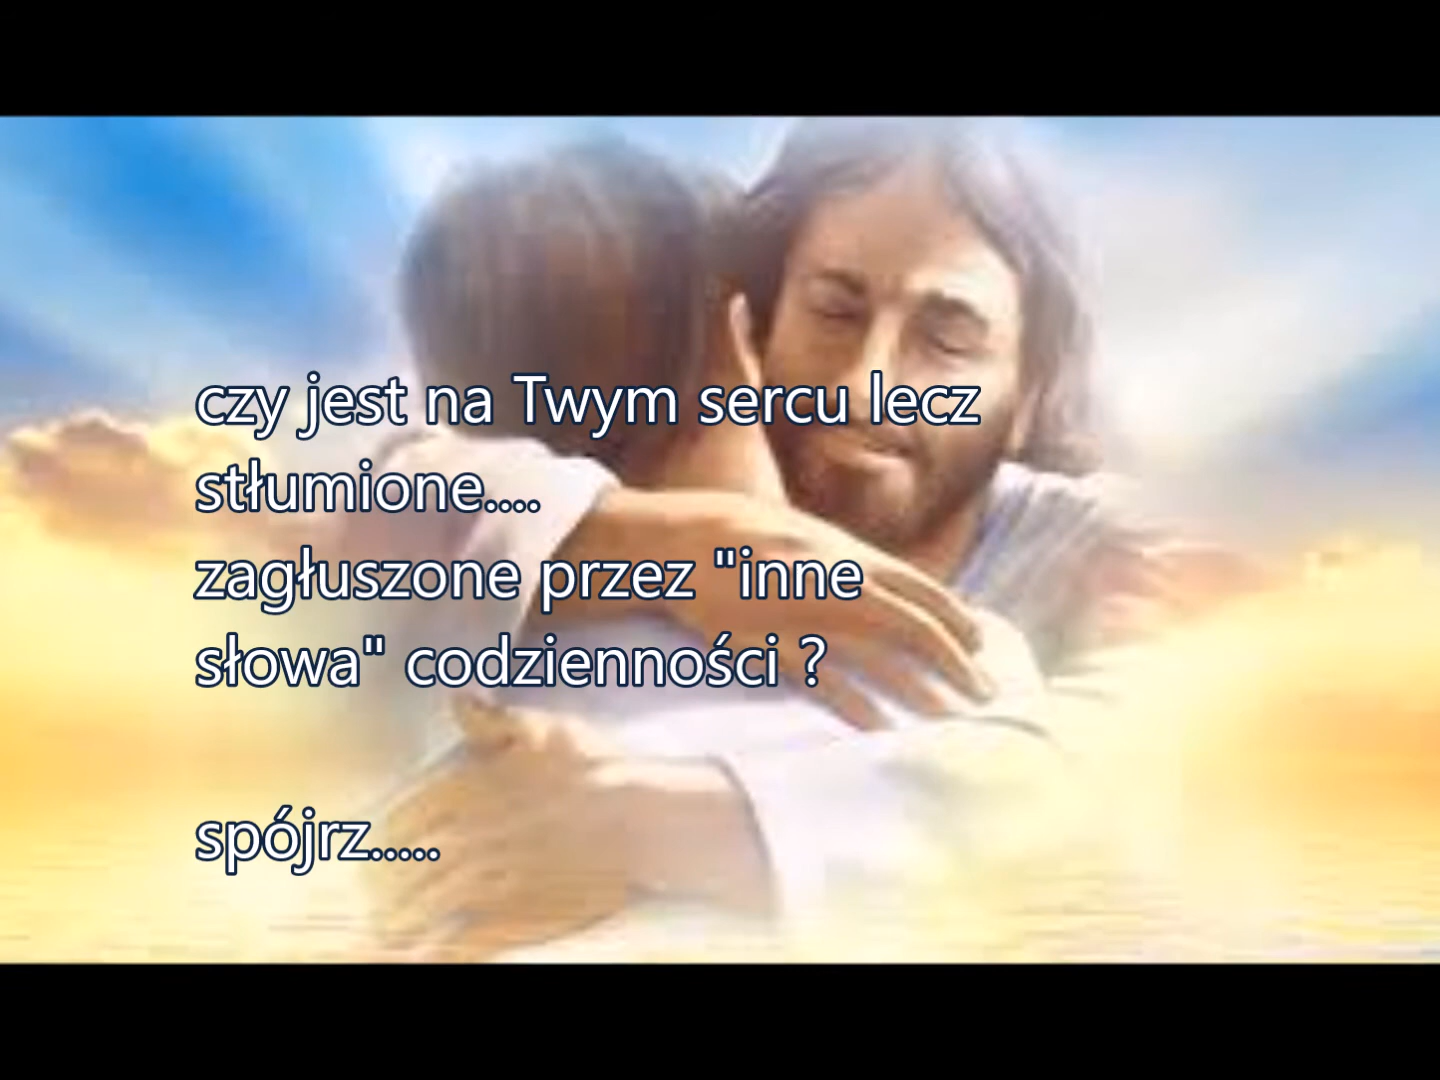 czy jest na Twym sercu lecz
stłumione....
zagłuszone przez "inne
słowa" codzienności ?
spójrz.....